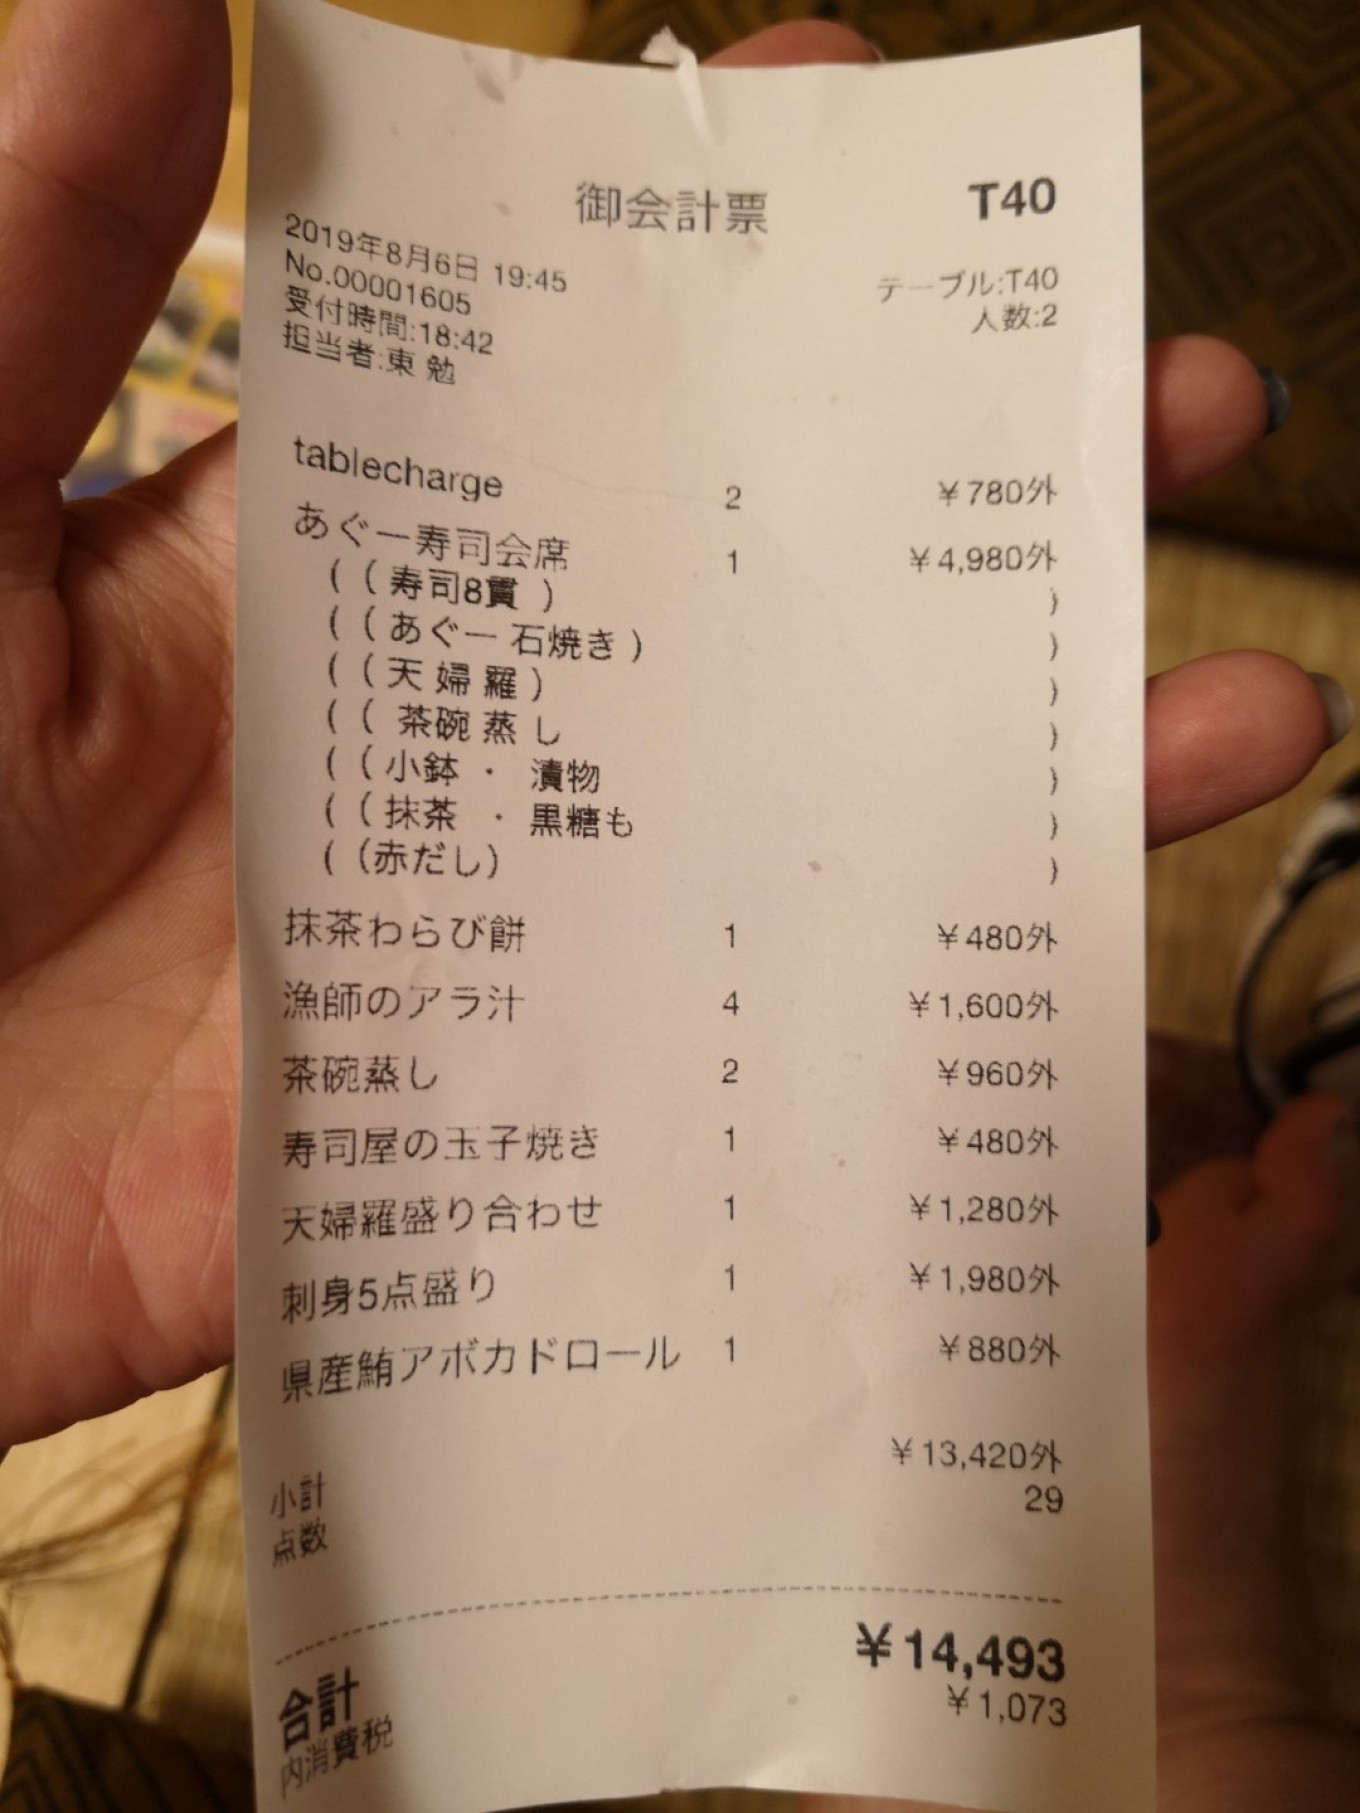 御会計票
T40
2019年8月6日 19:45
No.00001605
テーブル:T40
受付時間:18:42
人数:2
担当者:東 勉
tablecharge 2 ¥780外
あぐー寿司会席 1 ¥4,980外
( ( 寿司8貫 ) )
( ( あぐー 石焼き ) )
( ( 天 婦 羅 ) )
( ( 茶碗 蒸 し )
( ( 小鉢 ・ 漬物 )
( ( 抹茶 ・ 黒糖も )
( (赤だし) )
抹茶わらび餅 1 ¥480外
漁師のアラ汁 4 ¥1,600外
茶碗蒸し 2 ¥960外
寿司屋の玉子焼き 1 ¥480外
天婦羅盛り合わせ 1 ¥1,280外
刺身5点盛り 1 ¥1,980外
県産鮪アボカドロール 1 ¥880外
小計 ¥13,420外
点数 29
合計 ¥14,493
内消費税 ¥1,073